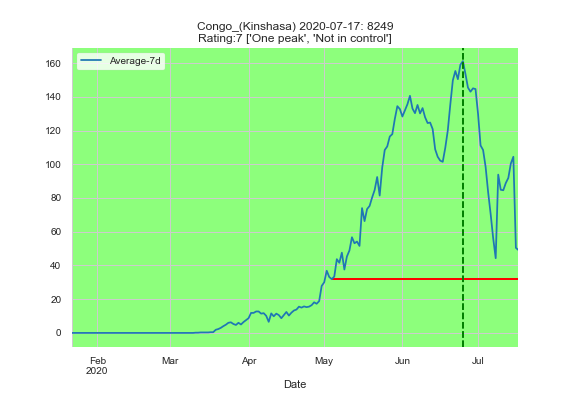 Congo_(Kinshasa) 2020-07-17: 8249
Rating:7 ['One peak', 'Not in control']
Average-7d
160
140
120
100
80
60
40
20
0
Feb Mar Apr May Jun Jul
2020
Date